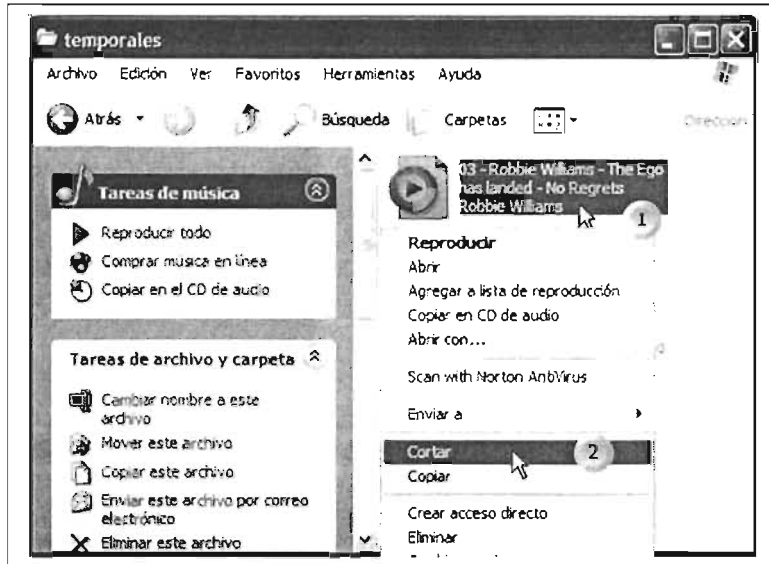 temporales
Archivo Edición Ver Favoritos Herramientas Ayuda
Atrás Búsqueda Carpetas Dirección
Tareas de música
Reproducir todo
Comprar música en línea
Copiar en el CD de audio
Tareas de archivo y carpeta
Cambiar nombre a este
archivo
Mover este archivo
Copiar este archivo
Enviar este archivo por correo
electrónico
Eliminar este archivo
03 - Robbie Williams - The Ego
has landed - No Regrets
Robbie Williams
1
Reproducir
Abrir
Agregar a lista de reproducción
Copiar en CD de audio
Abrir con...
Scan with Norton AntiVirus
Enviar a
Cortar
2
Copiar
Crear acceso directo
Eliminar